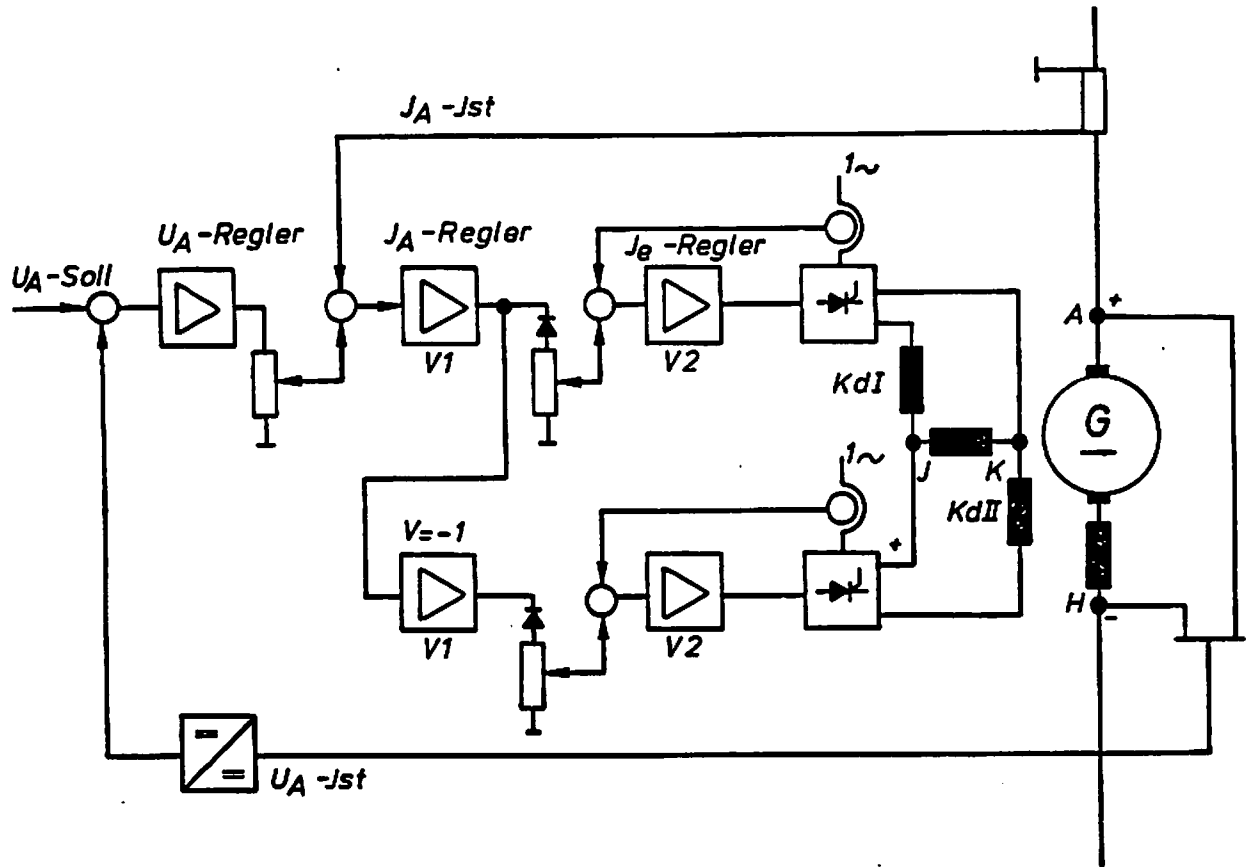 J_A-Jst
1~
U_A-Regler
J_A-Regler
J_e-Regler
U_A-Soll
V1
V2
A
+
KdI
G
J
K
1~
KdII
V=-1
+
V1
V2
H
-
U_A-Jst